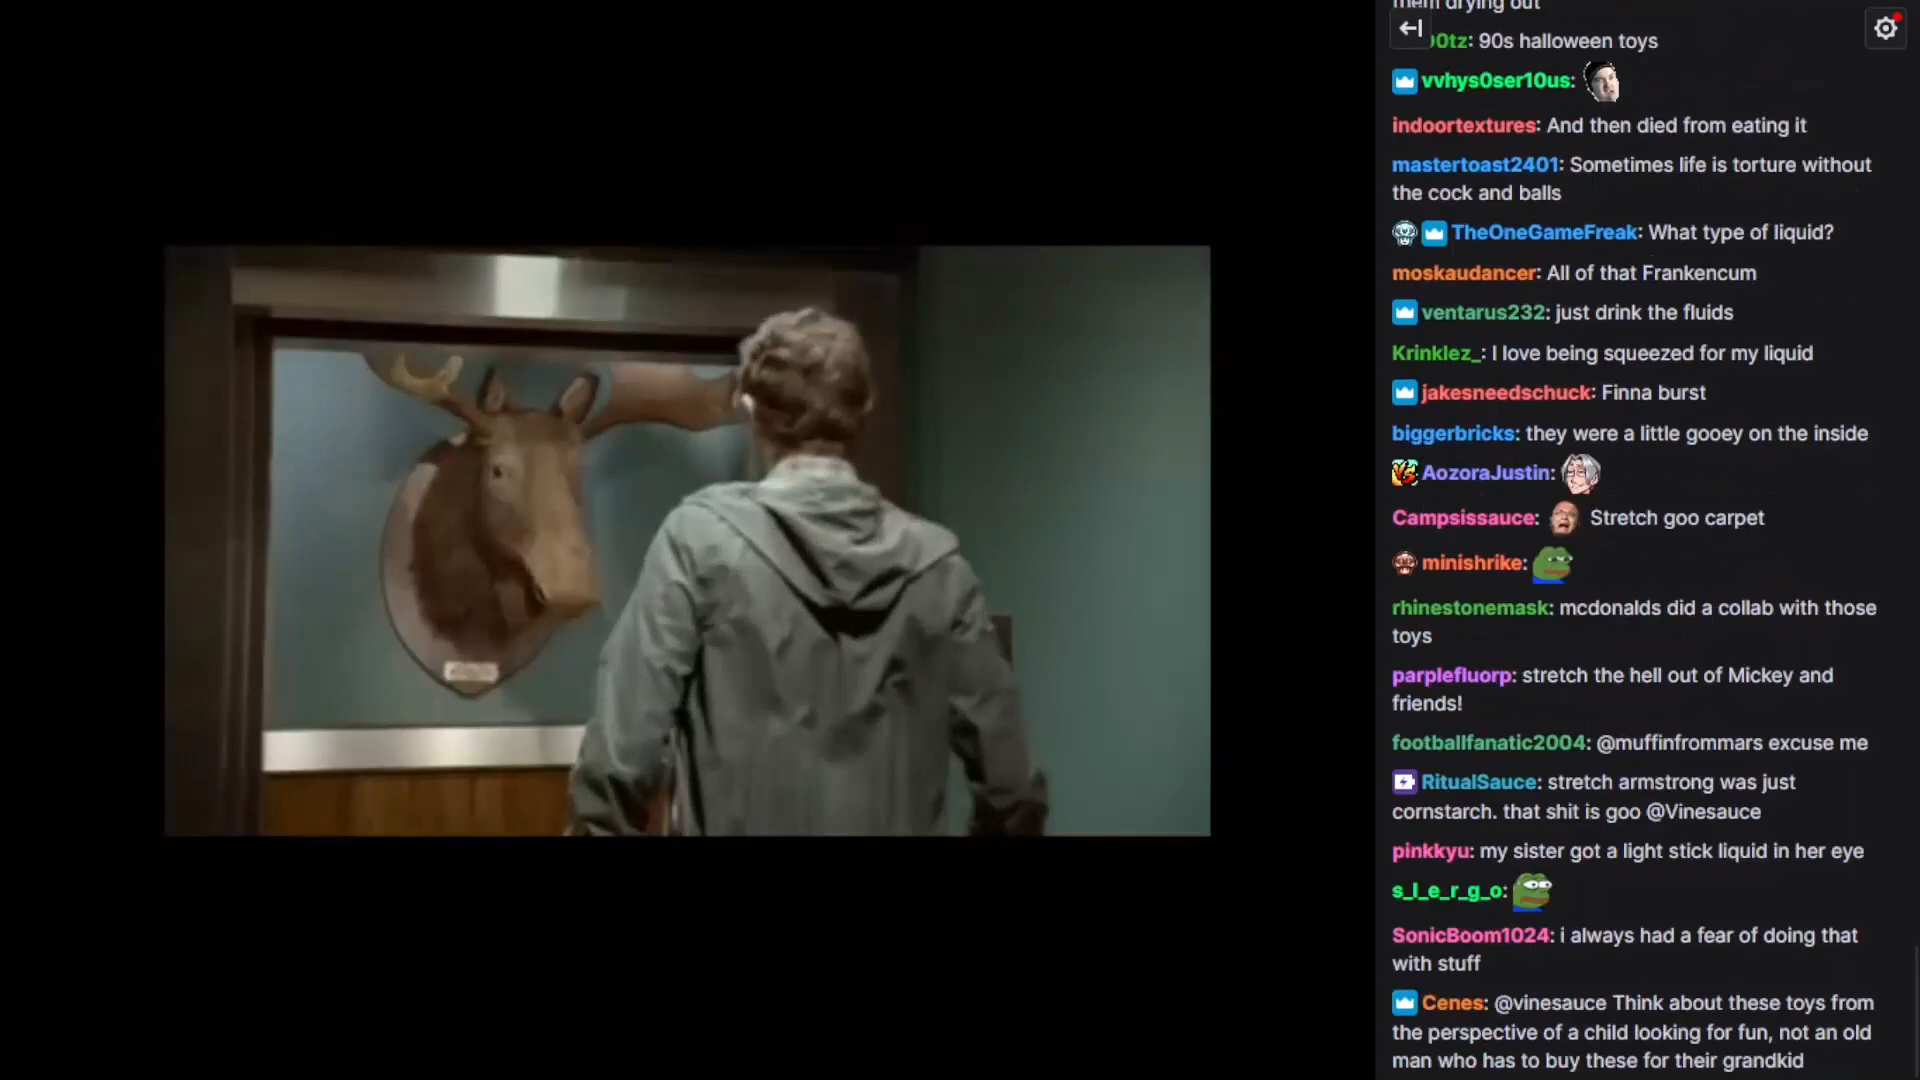 them drying out
00tz: 90s halloween toys
vvhys0ser10us:
indoortextures: And then died from eating it
mastertoast2401: Sometimes life is torture without
the cock and balls
TheOneGameFreak: What type of liquid?
moskaudancer: All of that Frankencum
ventarus232: just drink the fluids
Krinklez_: I love being squeezed for my liquid
jakesneedschuck: Finna burst
biggerbricks: they were a little gooey on the inside
AozoraJustin:
Campsissauce: Stretch goo carpet
minishrike:
rhinestonemask: mcdonalds did a collab with those
toys
parplefluorp: stretch the hell out of Mickey and
friends!
footballfanatic2004: @muffinfrommars excuse me
RitualSauce: stretch armstrong was just
cornstarch. that shit is goo @Vinesauce
pinkkyu: my sister got a light stick liquid in her eye
s_l_e_r_g_o:
SonicBoom1024: i always had a fear of doing that
with stuff
Cenes: @vinesauce Think about these toys from
the perspective of a child looking for fun, not an old
man who has to buy these for their grandkid